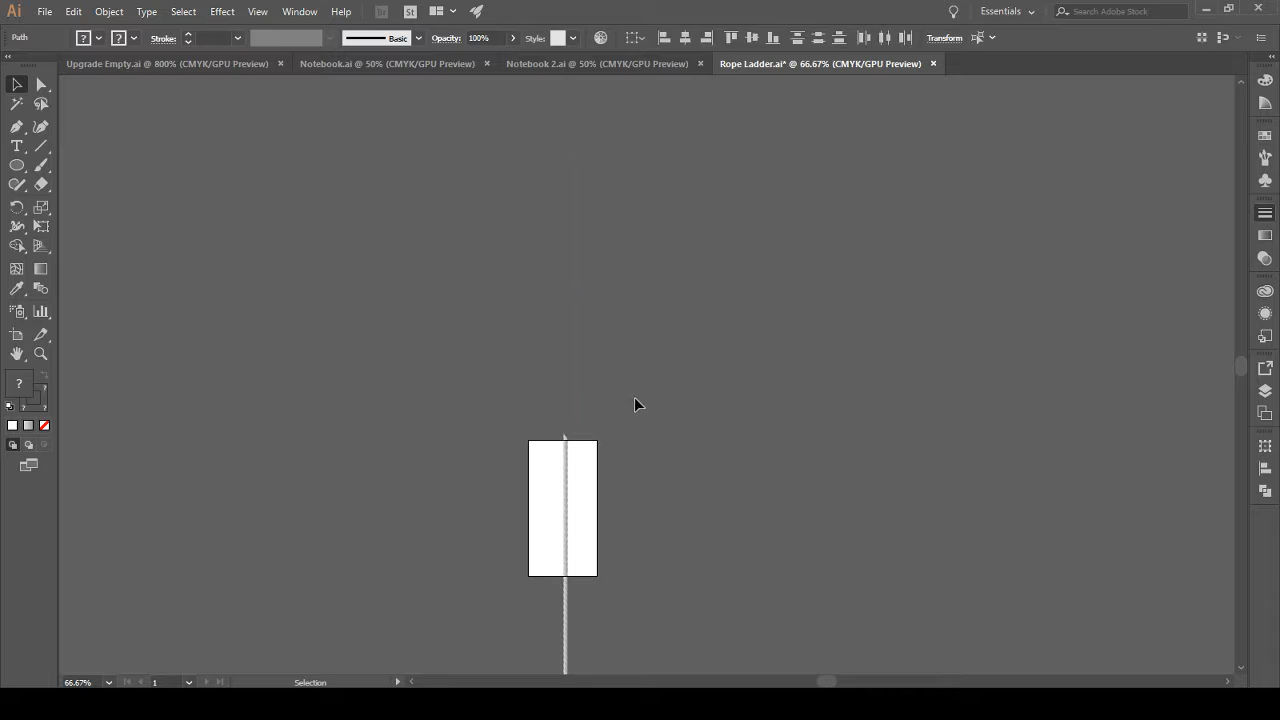 Ai File Edit Object Type Select Effect View Window Help Br St Essentials Search Adobe Stock
Path ? ? Stroke: Basic Opacity: 100% Style: Transform
Upgrade Empty.ai @ 800% (CMYK/GPU Preview) × Notebook.ai @ 50% (CMYK/GPU Preview) × Notebook 2.ai @ 50% (CMYK/GPU Preview) × Rope Ladder.ai* @ 66.67% (CMYK/GPU Preview) ×
T
?
?
? ?
66.67% 1 Selection